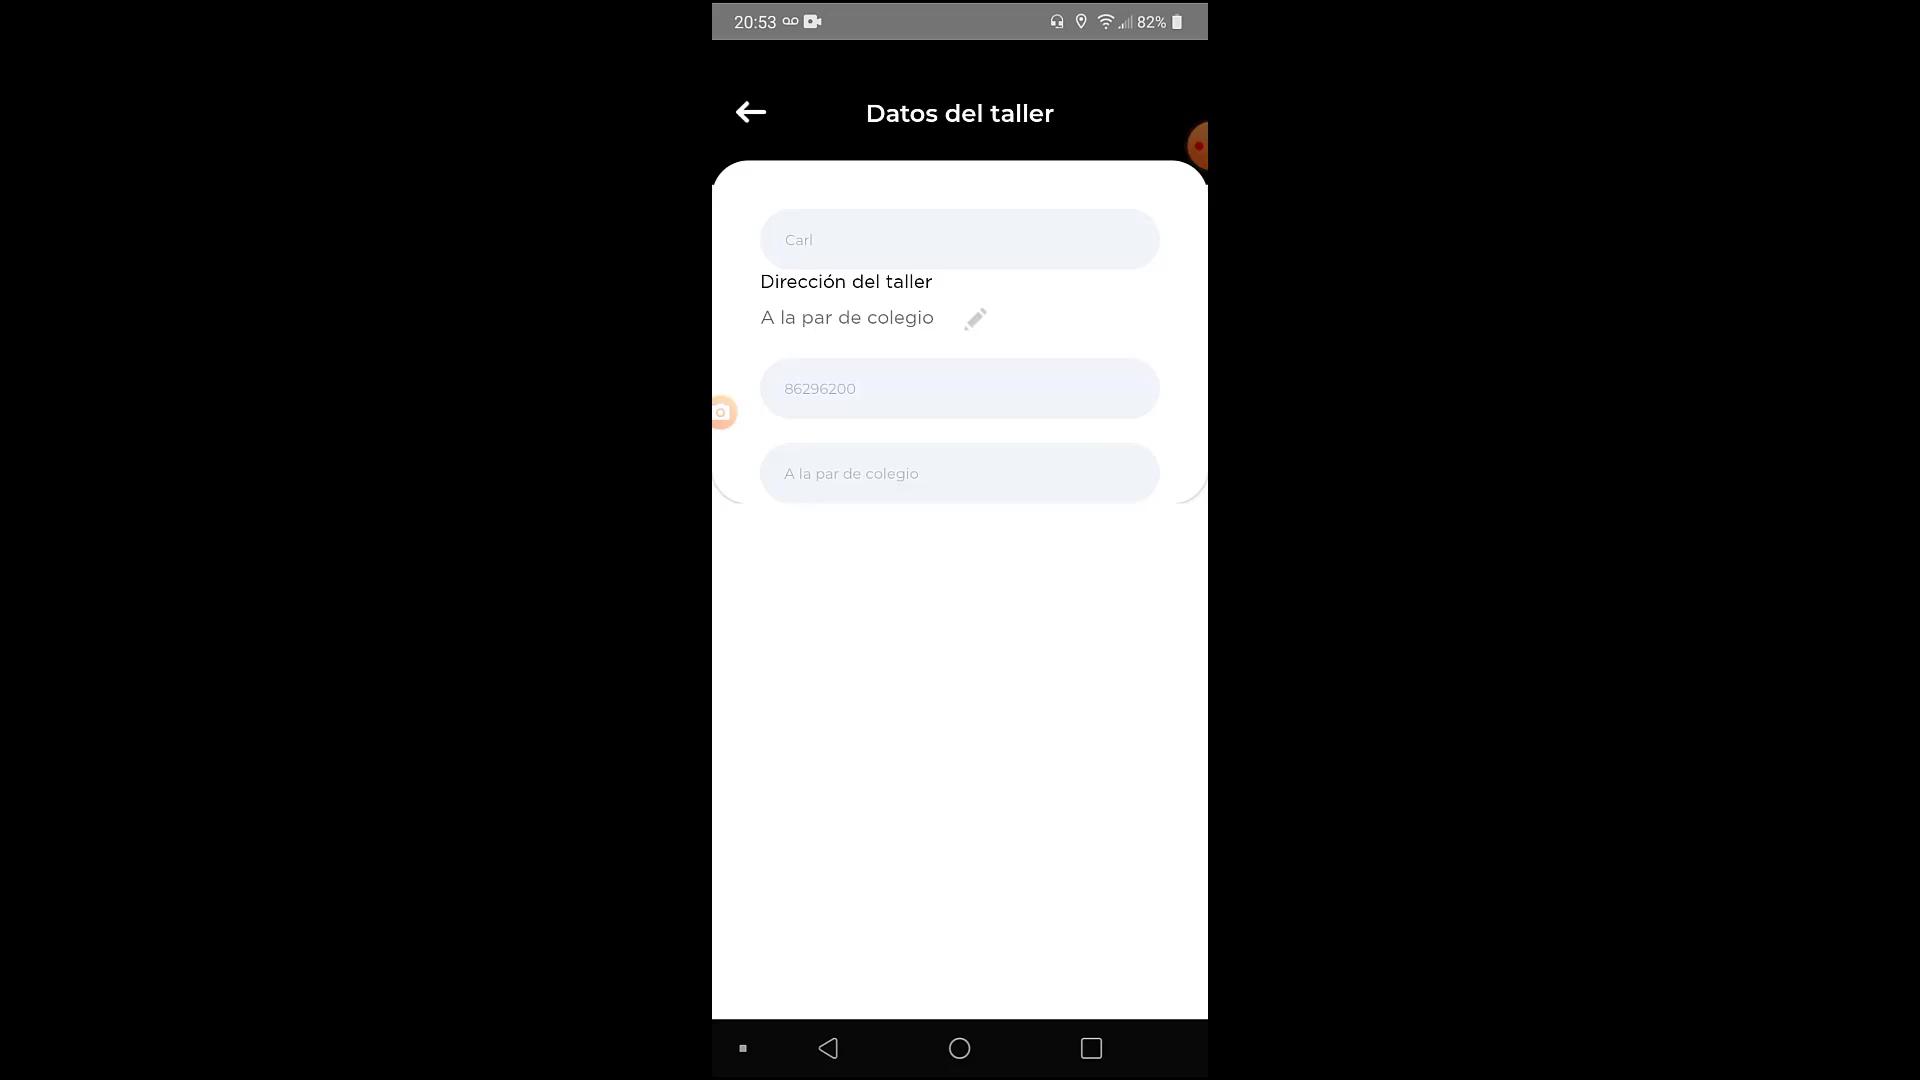 20:53
82%
Datos del taller
Carl
Dirección del taller
A la par de colegio
86296200
A la par de colegio